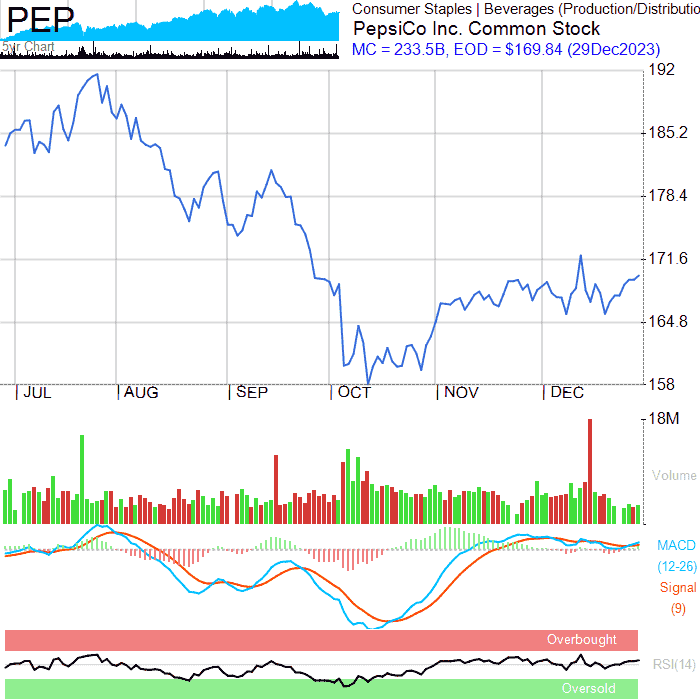 PEP
5yr Chart
Consumer Staples | Beverages (Production/Distributio
PepsiCo Inc. Common Stock
MC = 233.5B, EOD = $169.84 (29Dec2023)
192
185.2
178.4
171.6
164.8
158
JUL AUG SEP OCT NOV DEC
18M
Volume
MACD
(12-26)
Signal
(9)
Overbought
RSI(14)
Oversold